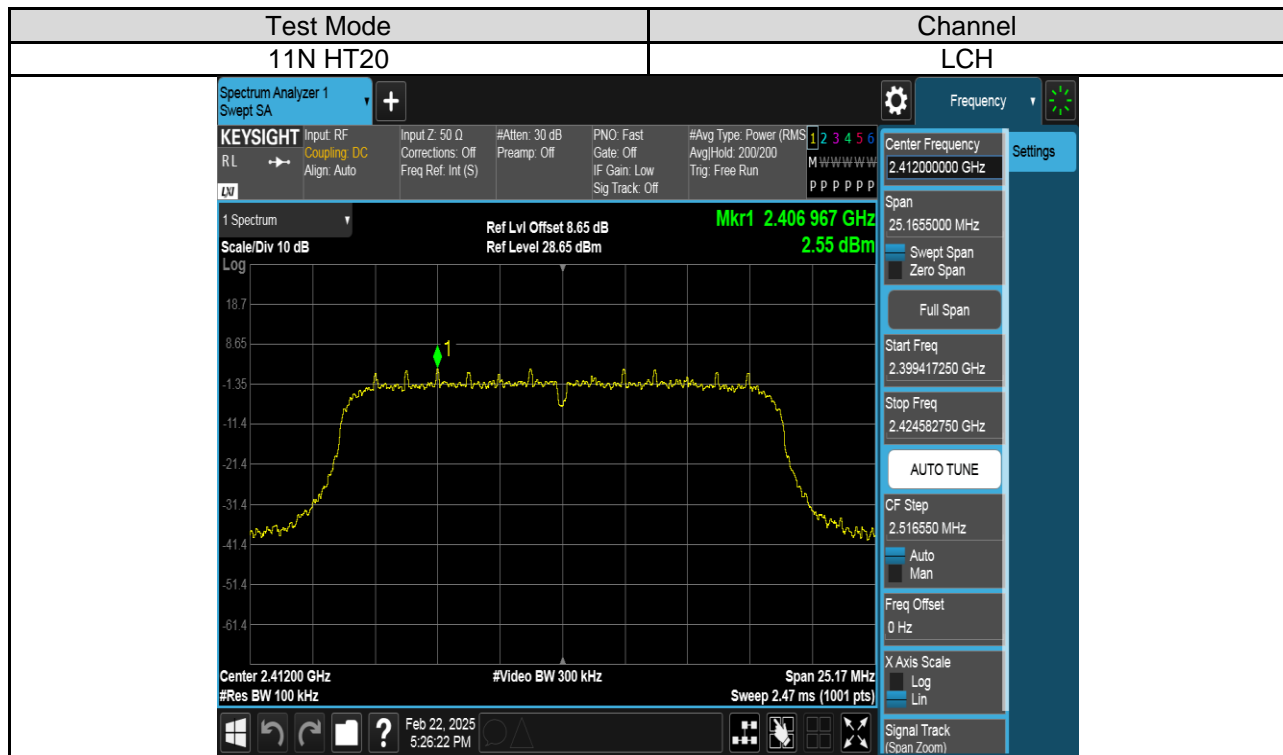 Test Mode
Channel
11N HT20
LCH
Spectrum Analyzer 1
Swept SA
+
Frequency
KEYSIGHT
RL
LXI
Input: RF
Coupling: DC
Align: Auto
Input Z: 50 Ω
Corrections: Off
Freq Ref: Int (S)
#Atten: 30 dB
Preamp: Off
PNO: Fast
Gate: Off
IF Gain: Low
Sig Track: Off
#Avg Type: Power (RMS
Avg|Hold: 200/200
Trig: Free Run
1 2 3 4 5 6
M W W W W W
P P P P P P
1 Spectrum
Scale/Div 10 dB
Ref Lvl Offset 8.65 dB
Ref Level 28.65 dBm
Mkr1 2.406 967 GHz
2.55 dBm
Log
18.7
8.65
-1.35
-11.4
-21.4
-31.4
-41.4
-51.4
-61.4
1
Center 2.41200 GHz
#Res BW 100 kHz
#Video BW 300 kHz
Span 25.17 MHz
Sweep 2.47 ms (1001 pts)
?
Feb 22, 2025
5:26:22 PM
Center Frequency
2.412000000 GHz
Settings
Span
25.1655000 MHz
Swept Span
Zero Span
Full Span
Start Freq
2.399417250 GHz
Stop Freq
2.424582750 GHz
AUTO TUNE
CF Step
2.516550 MHz
Auto
Man
Freq Offset
0 Hz
X Axis Scale
Log
Lin
Signal Track
(Span Zoom)